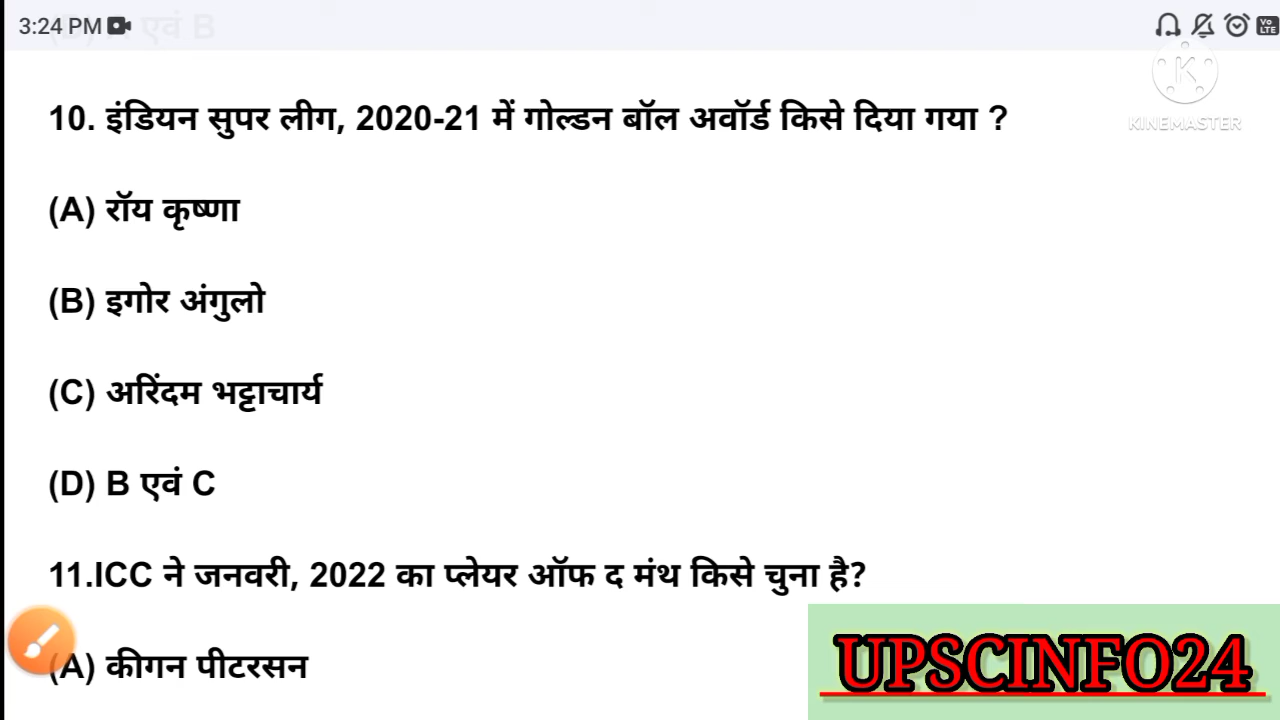 3:24 PM
एवं B
10. इंडियन सुपर लीग, 2020-21 में गोल्डन बॉल अवॉर्ड किसे दिया गया ?
K
KINEMASTER
(A) रॉय कृष्णा
(B) इगोर अंगुलो
(C) अरिंदम भट्टाचार्य
(D) B एवं C
11.ICC ने जनवरी, 2022 का प्लेयर ऑफ द मंथ किसे चुना है?
(A) कीगन पीटरसन
UPSCINFO24